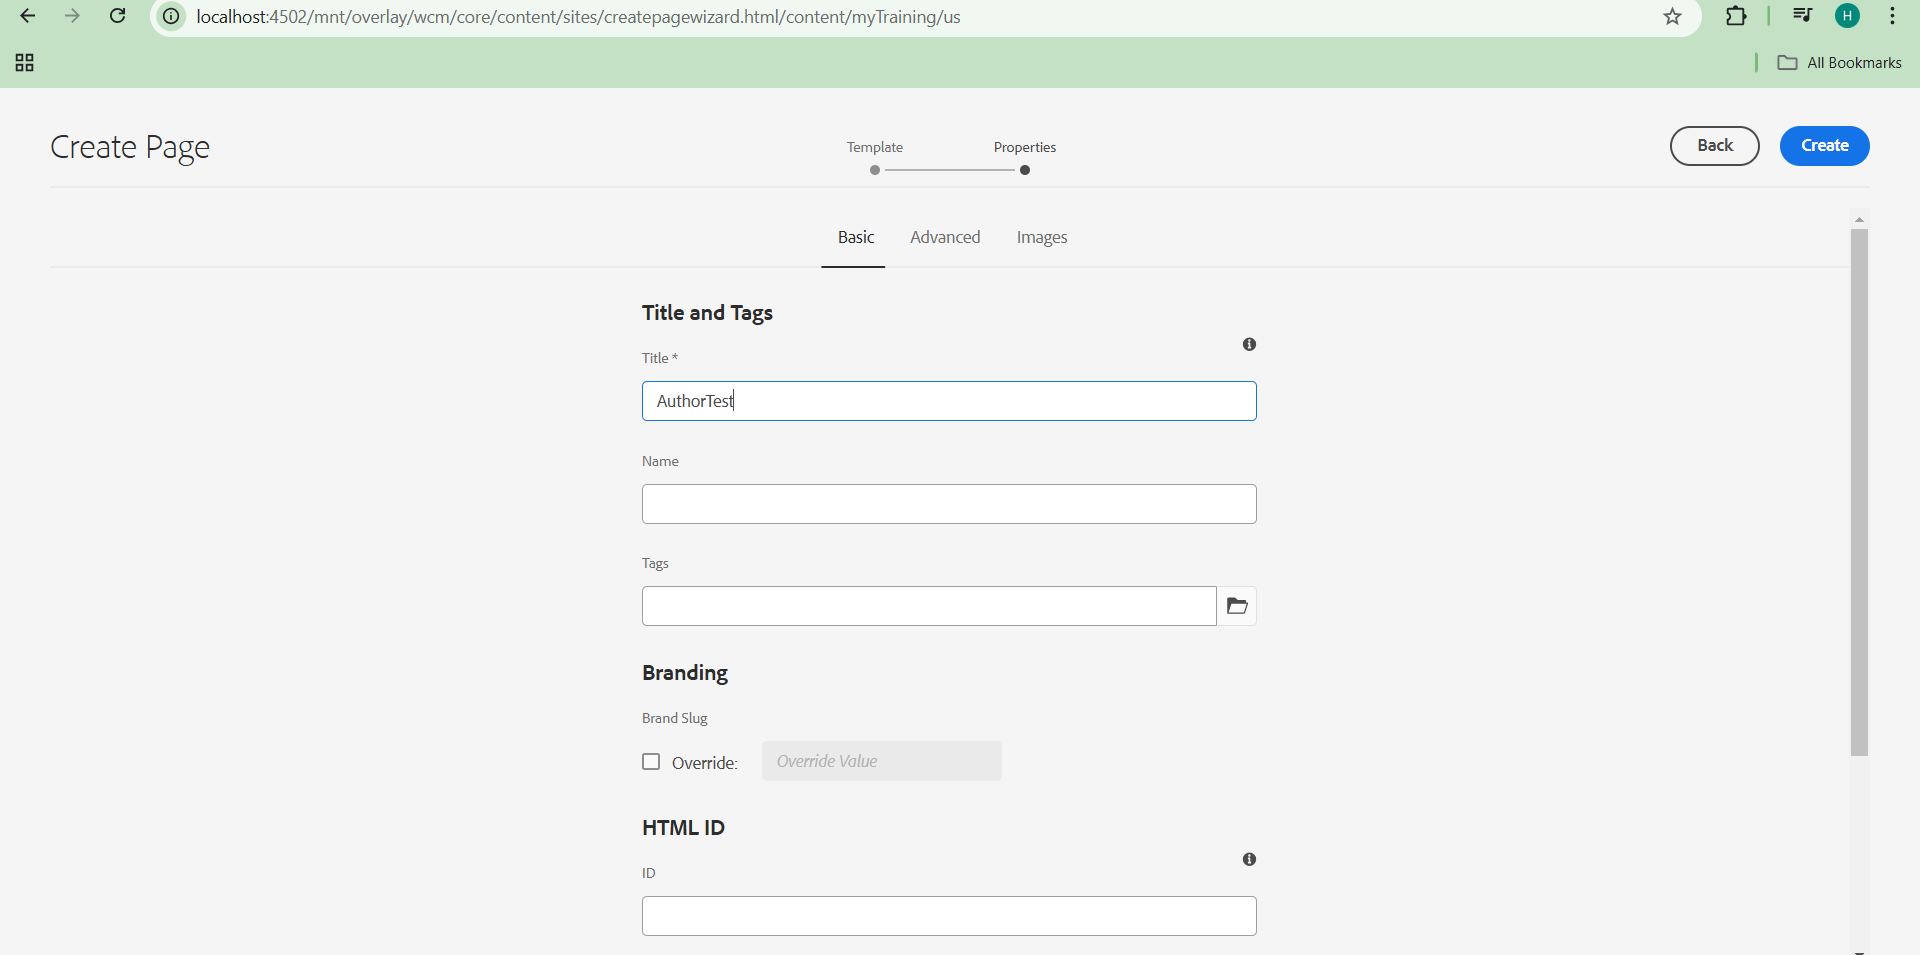 localhost:4502/mnt/overlay/wcm/core/content/sites/createpagewizard.html/content/myTraining/us
H
All Bookmarks
Create Page
Template
Properties
Back
Create
Basic
Advanced
Images
Title and Tags
Title *
AuthorTest
Name
Tags
Branding
Brand Slug
Override:
Override Value
HTML ID
ID